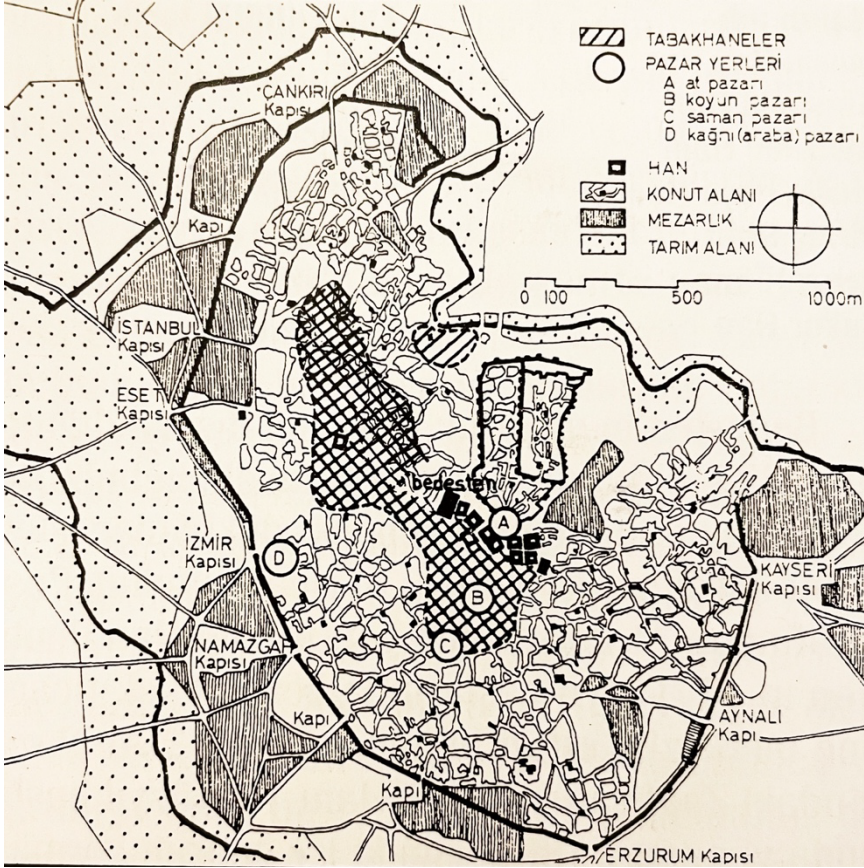 TABAKHANELER
PAZAR YERLERİ
A at pazarı
B koyun pazarı
C saman pazarı
D kağnı(araba) pazarı
HAN
KONUT ALANI
MEZARLIK
TARIM ALANI
0 100 500 1000m
ÇANKIRI
Kapısı
Kapı
İSTANBUL
Kapısı
ESET
Kapısı
bedesten
A
İZMİR
Kapısı
D
KAYSERİ
Kapısı
B
NAMAZGAH
Kapısı
C
Kapı
AYNALI
Kapı
Kapı
ERZURUM Kapısı